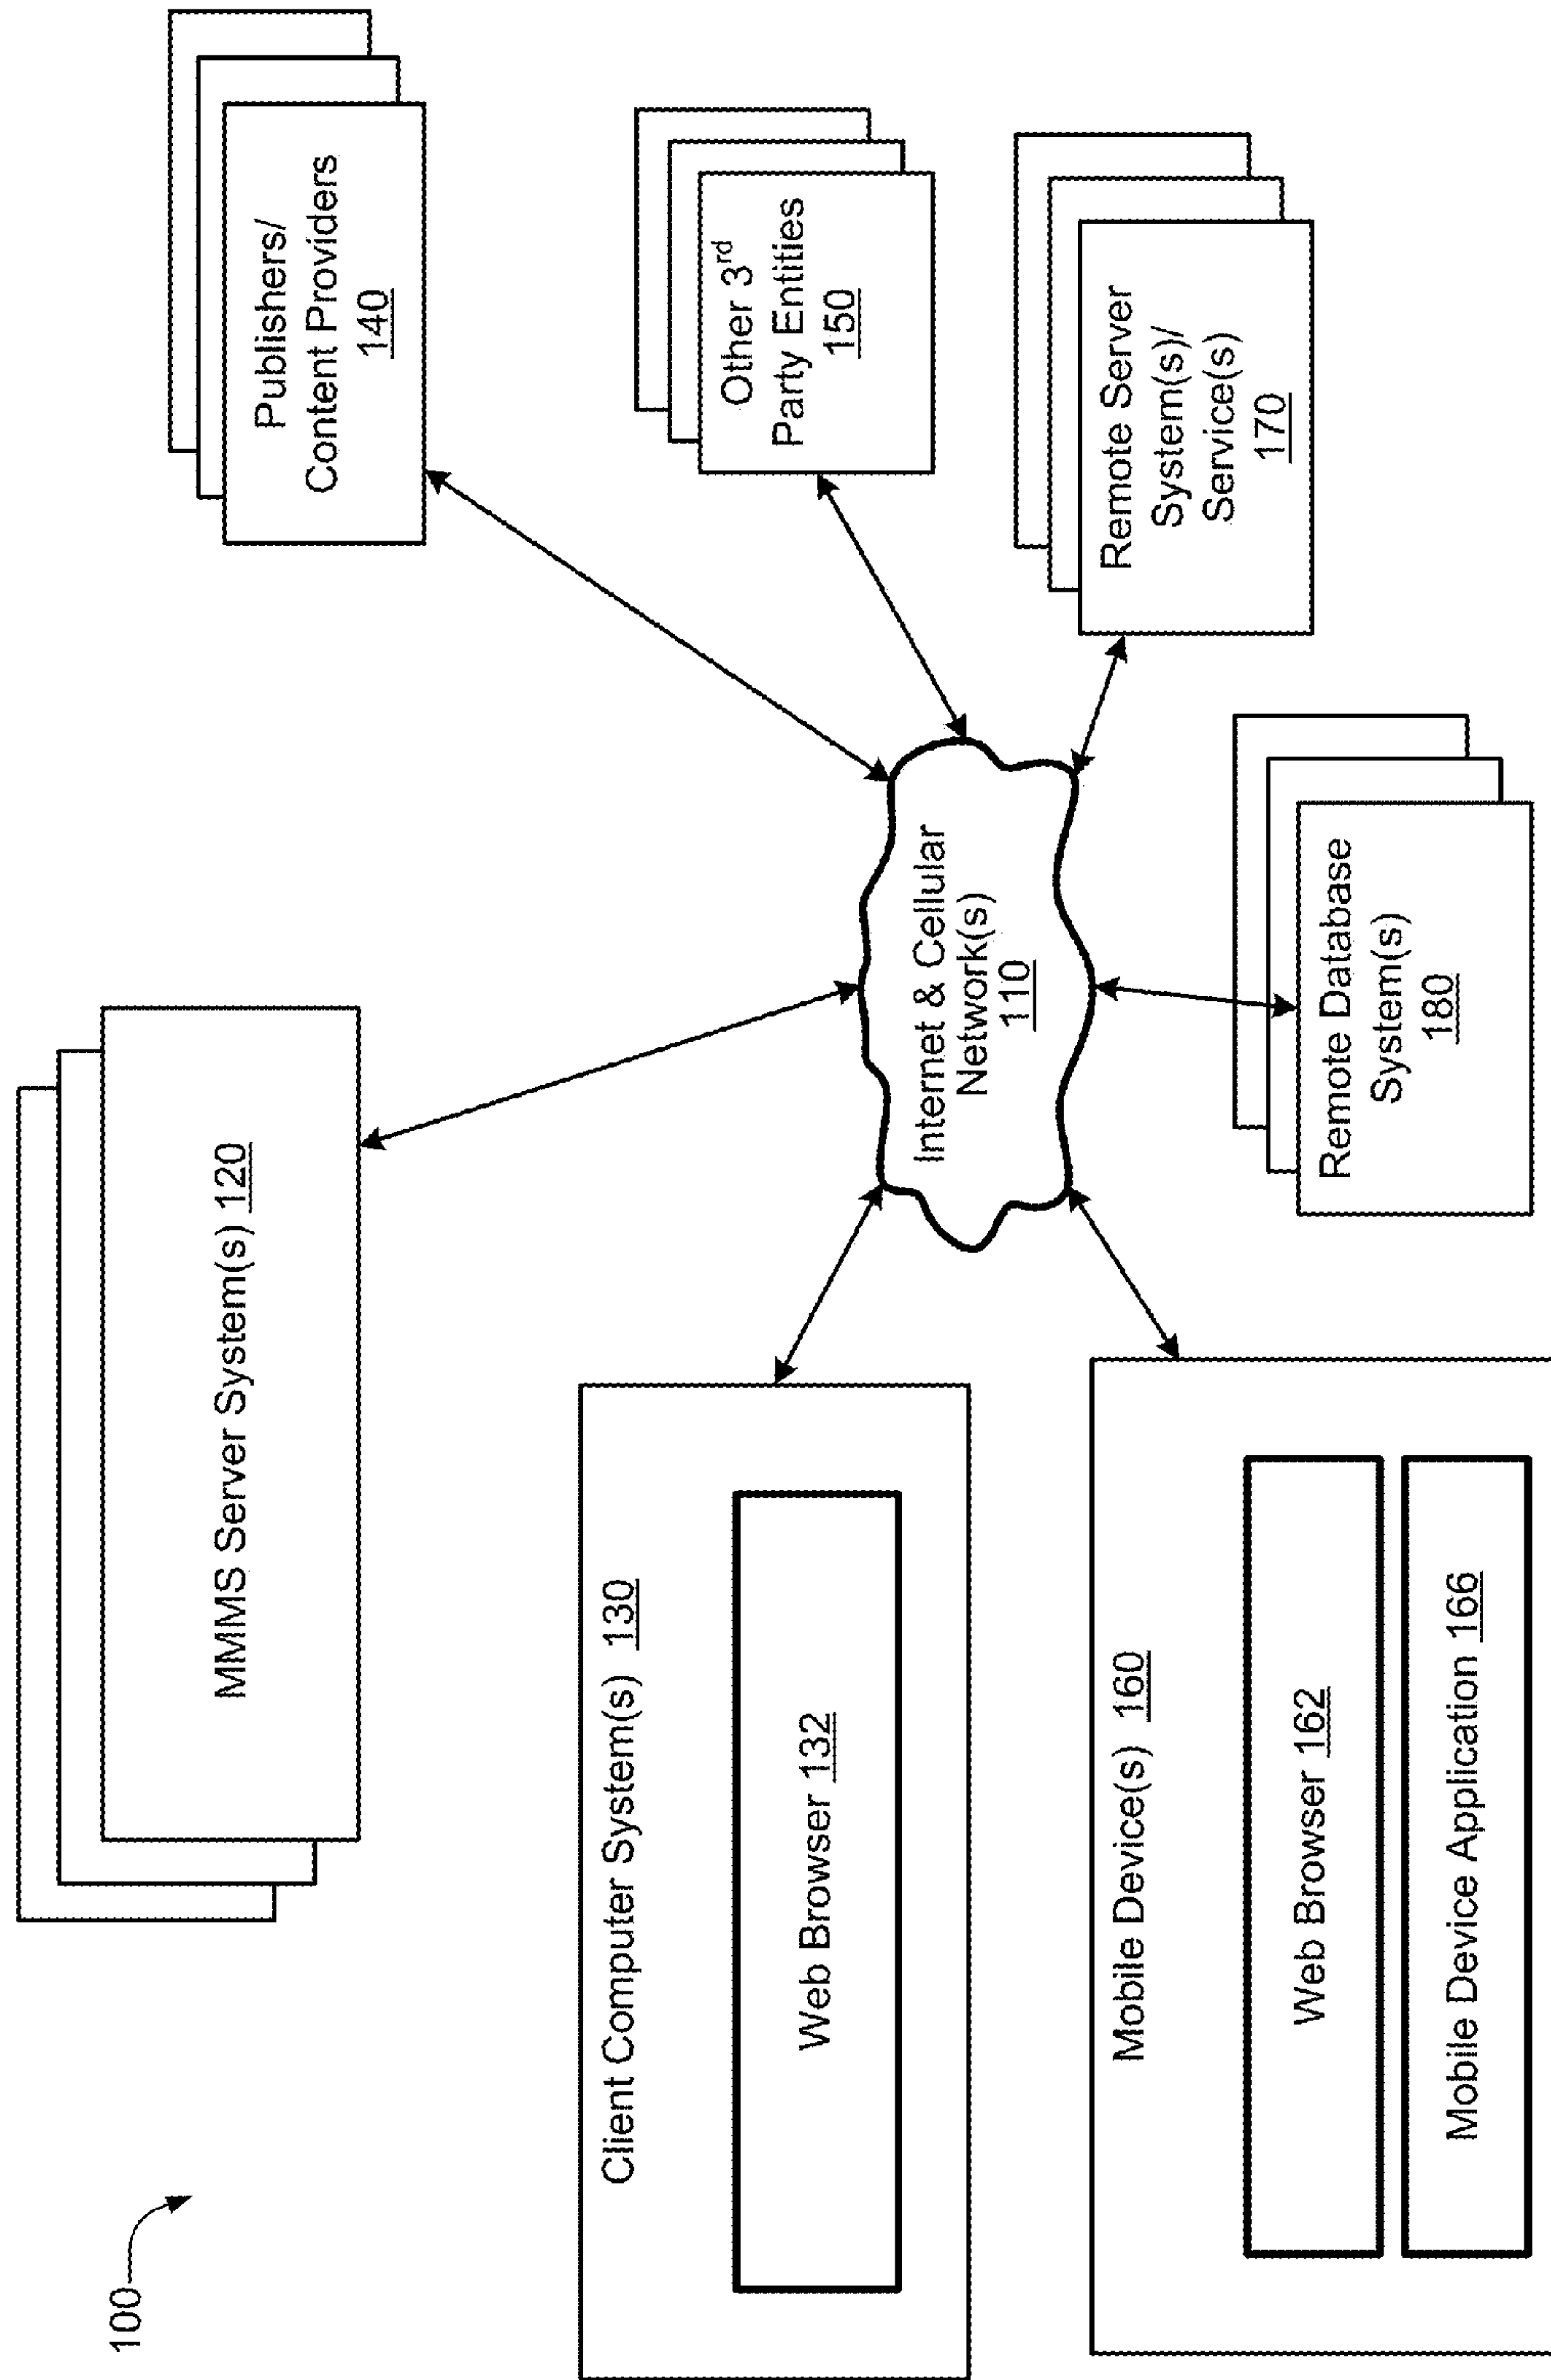 100
MMMS Server System(s) 120
Publishers/
Content Providers
140
Client Computer System(s) 130
Web Browser 132
Other 3rd
Party Entities
150
Internet & Cellular
Network(s)
110
Remote Server
System(s)/
Service(s)
170
Mobile Device(s) 160
Web Browser 162
Mobile Device Application 166
Remote Database
System(s)
180